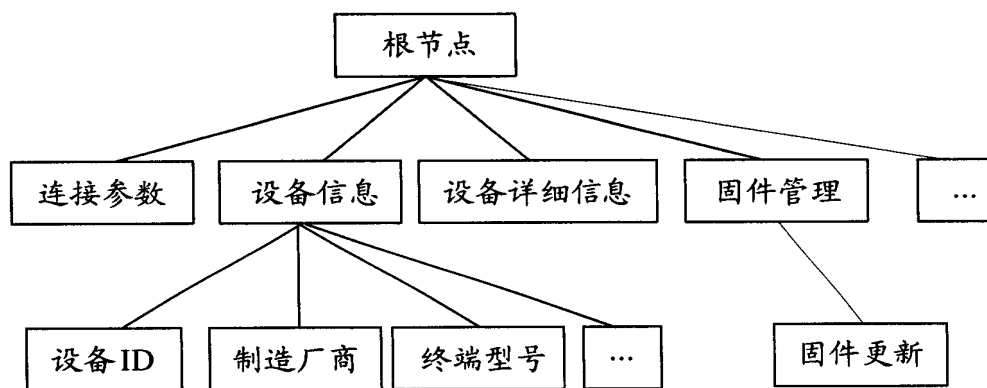 根节点
连接参数
设备信息
设备详细信息
固件管理
...
设备ID
制造厂商
终端型号
...
固件更新